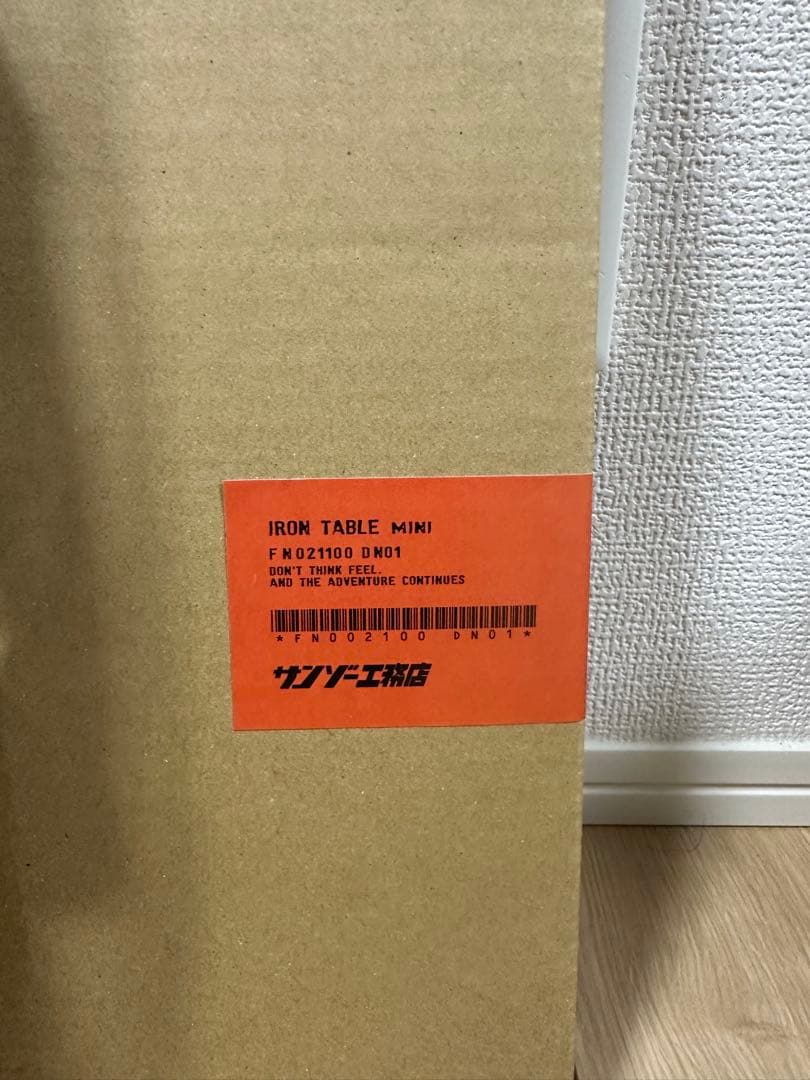 IRON TABLE MINI
FN021100 DN01
DON'T THINK FEEL.
AND THE ADVENTURE CONTINUES
*FN002100 DN01*
サンゾー工務店